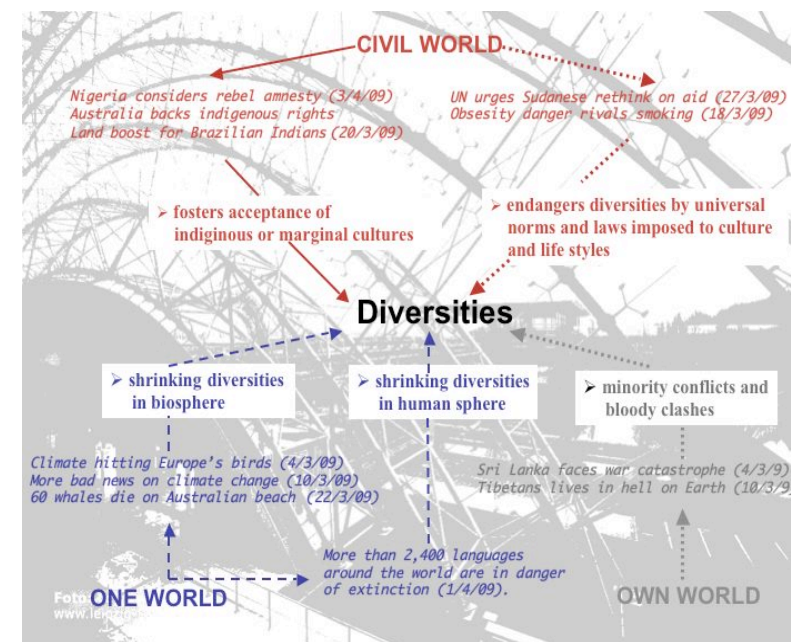 CIVIL WORLD
Nigeria considers rebel amnesty (3/4/09)
Australia backs indigenous rights
Land boost for Brazilian Indians (20/3/09)
UN urges Sudanese rethink on aid (27/3/09)
Obsesity danger rivals smoking (18/3/09)
➢ fosters acceptance of
indiginous or marginal cultures
➢ endangers diversities by universal
norms and laws imposed to culture
and life styles
Diversities
➢ shrinking diversities
in biosphere
➢ shrinking diversities
in human sphere
➢ minority conflicts and
bloody clashes
Climate hitting Europe's birds (4/3/09)
More bad news on climate change (10/3/09)
60 whales die on Australian beach (22/3/09)
Sri Lanka faces war catastrophe (4/3/9)
Tibetans lives in hell on Earth (10/3/9
More than 2,400 languages
around the world are in danger
of extinction (1/4/09).
ONE WORLD
OWN WORLD